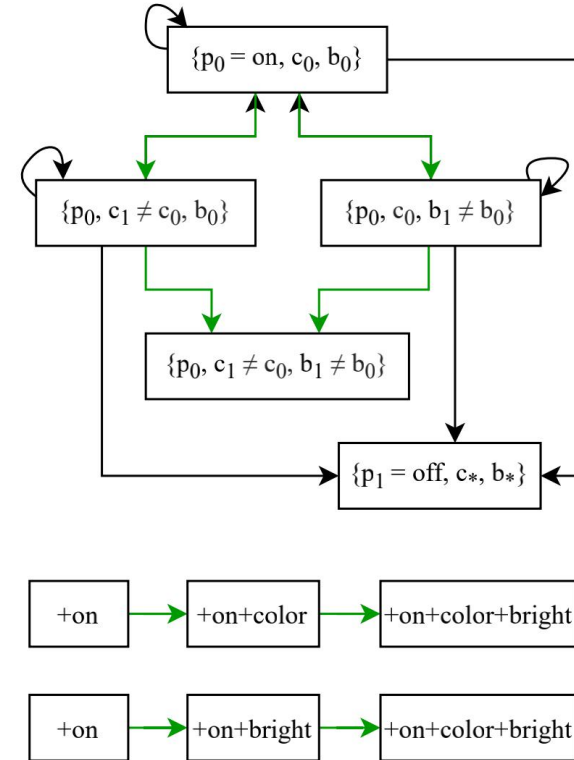 {p₀ = on, c₀, b₀}
{p₀, c₁ ≠ c₀, b₀}
{p₀, c₀, b₁ ≠ b₀}
{p₀, c₁ ≠ c₀, b₁ ≠ b₀}
{p₁ = off, c*, b*}
+on
+on+color
+on+color+bright
+on
+on+bright
+on+color+bright